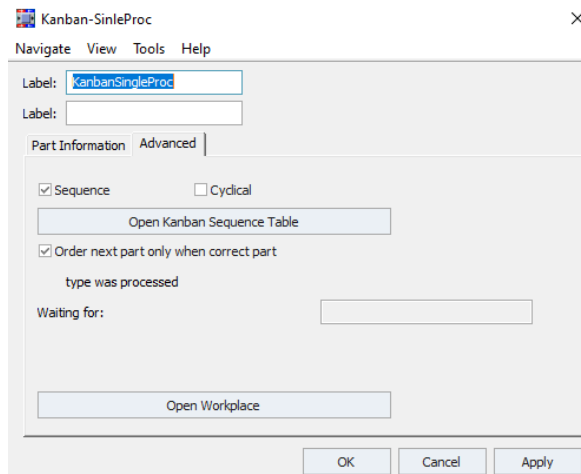 Kanban-SinleProc
Navigate View Tools Help
Label: KanbanSingleProc
Label:
Part Information Advanced
Sequence Cyclical
Open Kanban Sequence Table
Order next part only when correct part
type was processed
Waiting for:
Open Workplace
OK Cancel Apply